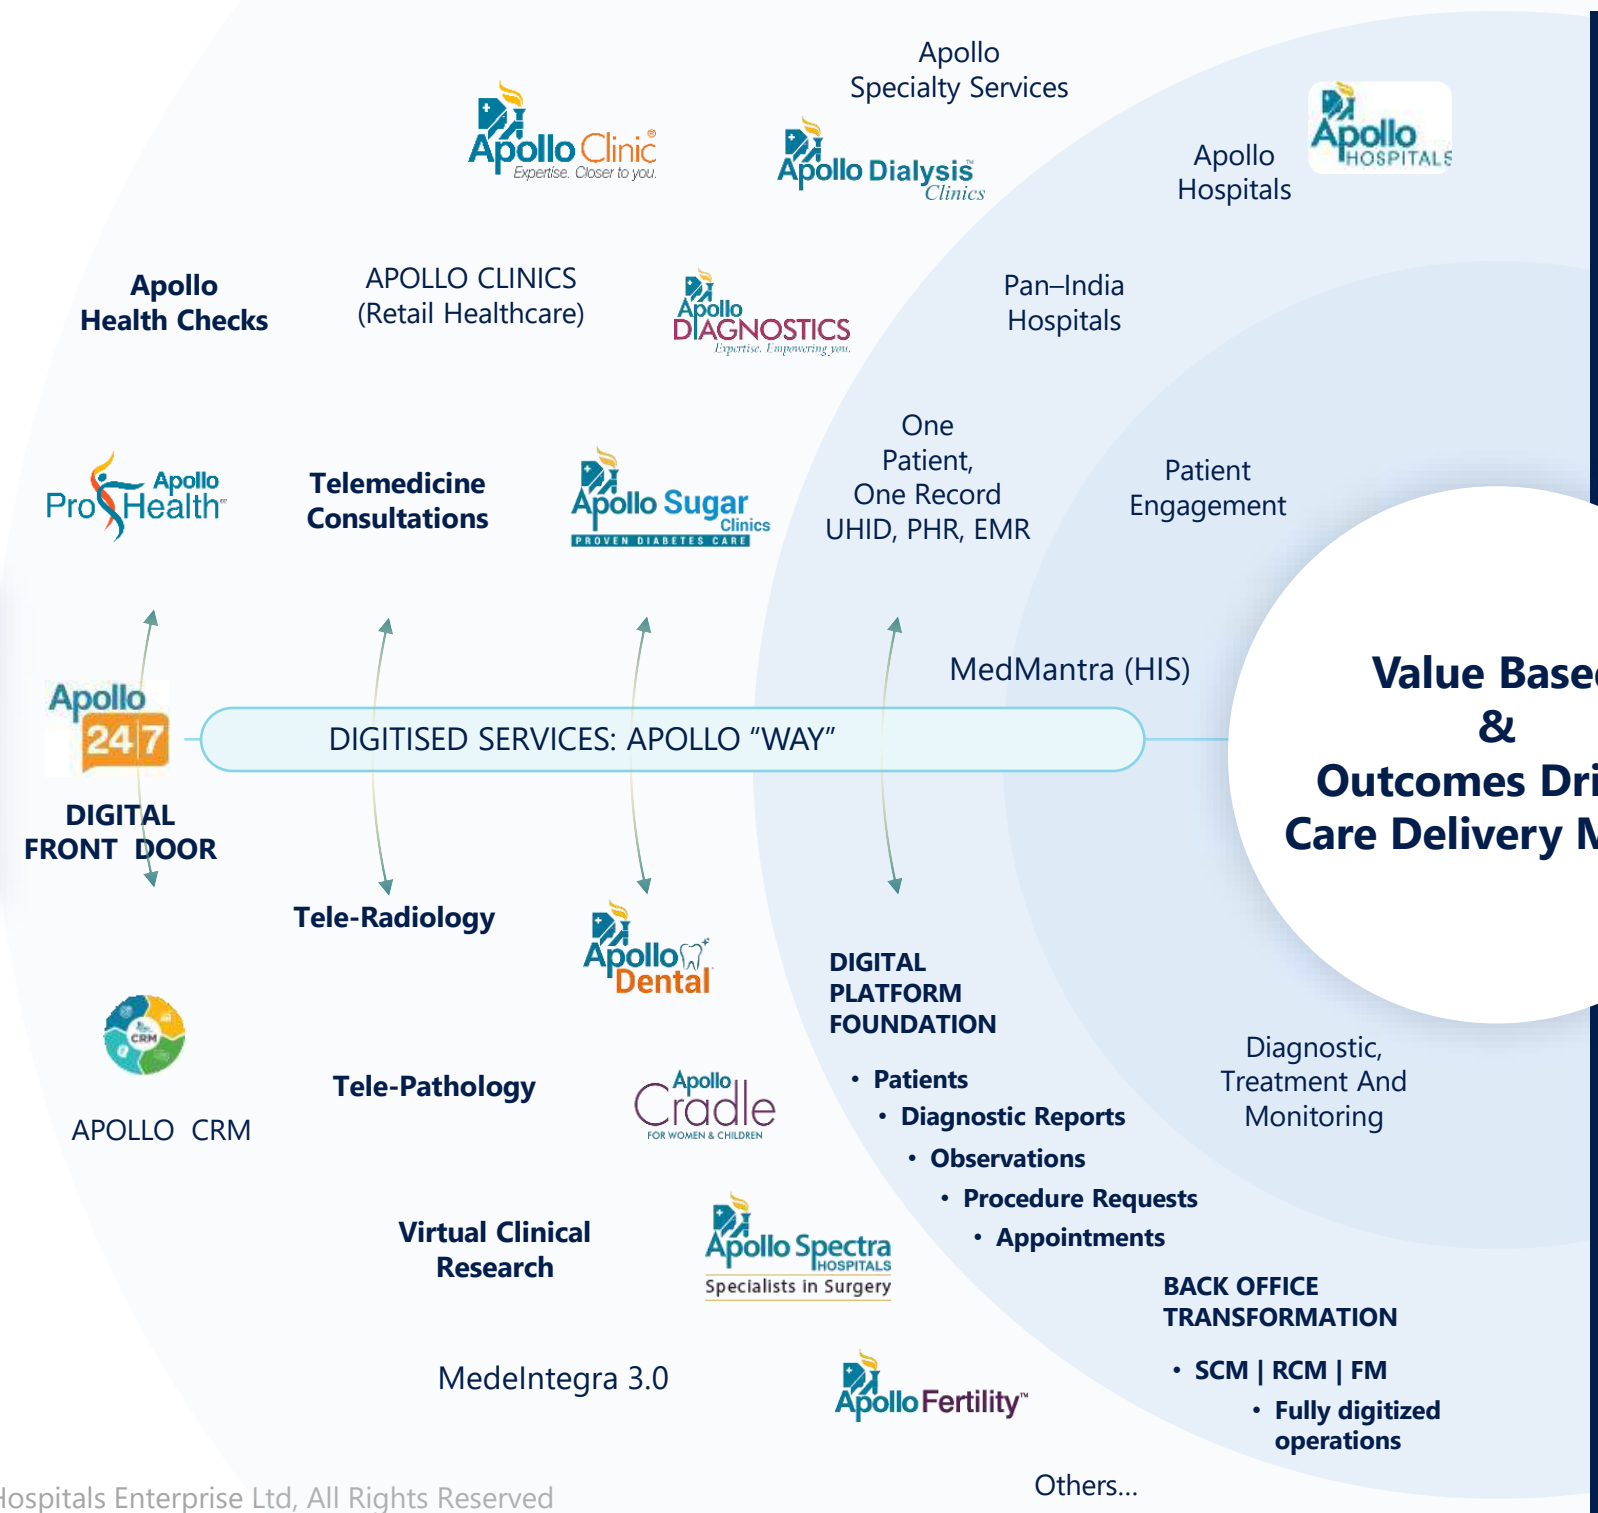 Apollo
Specialty Services
Apollo Clinic®
Expertise. Closer to you.
Apollo Dialysis™
Clinics
Apollo
Hospitals
Apollo
HOSPITALS
Apollo
Health Checks
APOLLO CLINICS
(Retail Healthcare)
Apollo
DIAGNOSTICS
Expertise. Empowering you.
Pan–India
Hospitals
Apollo
ProHealth
Telemedicine
Consultations
Apollo Sugar
Clinics
PROVEN DIABETES CARE
One
Patient,
One Record
UHID, PHR, EMR
Patient
Engagement
MedMantra (HIS)
Apollo
24|7
DIGITISED SERVICES: APOLLO “WAY”
DIGITAL
FRONT DOOR
Value Based
&
Outcomes Dri
Care Delivery M
Tele-Radiology
Apollo
Dental
DIGITAL
PLATFORM
FOUNDATION
• Patients
• Diagnostic Reports
• Observations
• Procedure Requests
• Appointments
Diagnostic,
Treatment And
Monitoring
CRM
APOLLO CRM
Tele-Pathology
Apollo
Cradle
FOR WOMEN & CHILDREN
Virtual Clinical
Research
Apollo Spectra
HOSPITALS
Specialists in Surgery
BACK OFFICE
TRANSFORMATION
• SCM | RCM | FM
• Fully digitized
operations
MedeIntegra 3.0
Apollo Fertility™
Others...
Hospitals Enterprise Ltd, All Rights Reserved